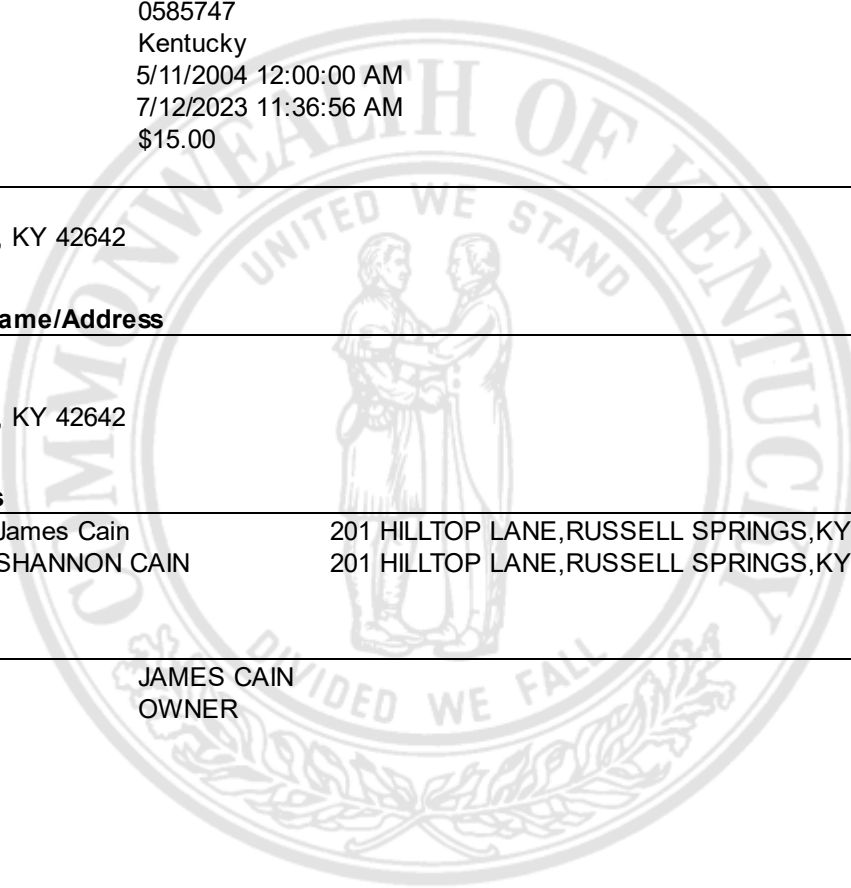 0585747
Kentucky
5/11/2004 12:00:00 AM
7/12/2023 11:36:56 AM
$15.00
, KY 42642
ame/Address
, KY 42642
s
James Cain 201 HILLTOP LANE,RUSSELL SPRINGS,KY
SHANNON CAIN 201 HILLTOP LANE,RUSSELL SPRINGS,KY
JAMES CAIN
OWNER
COMMONWEALTH OF KENTUCKY
UNITED WE STAND
DIVIDED WE FALL